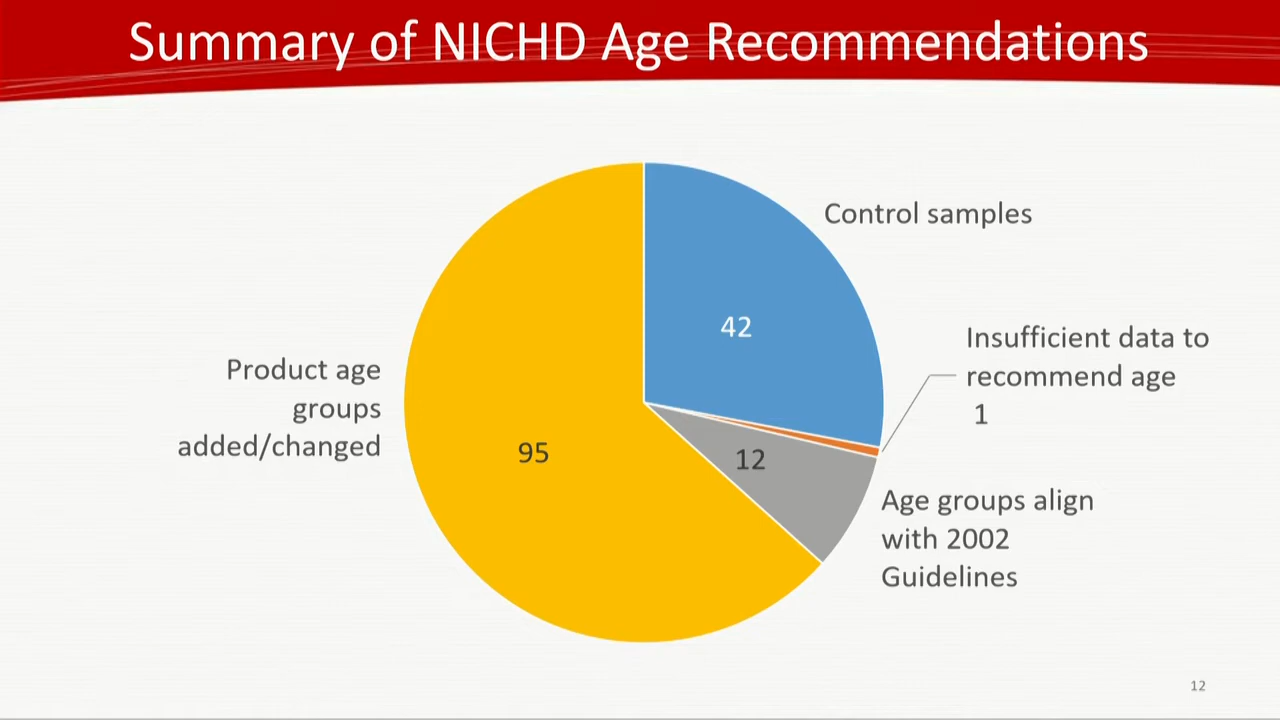 Summary of NICHD Age Recommendations
Control samples
42
Insufficient data to
recommend age
1
Product age
groups
added/changed
95
12
Age groups align
with 2002
Guidelines
12